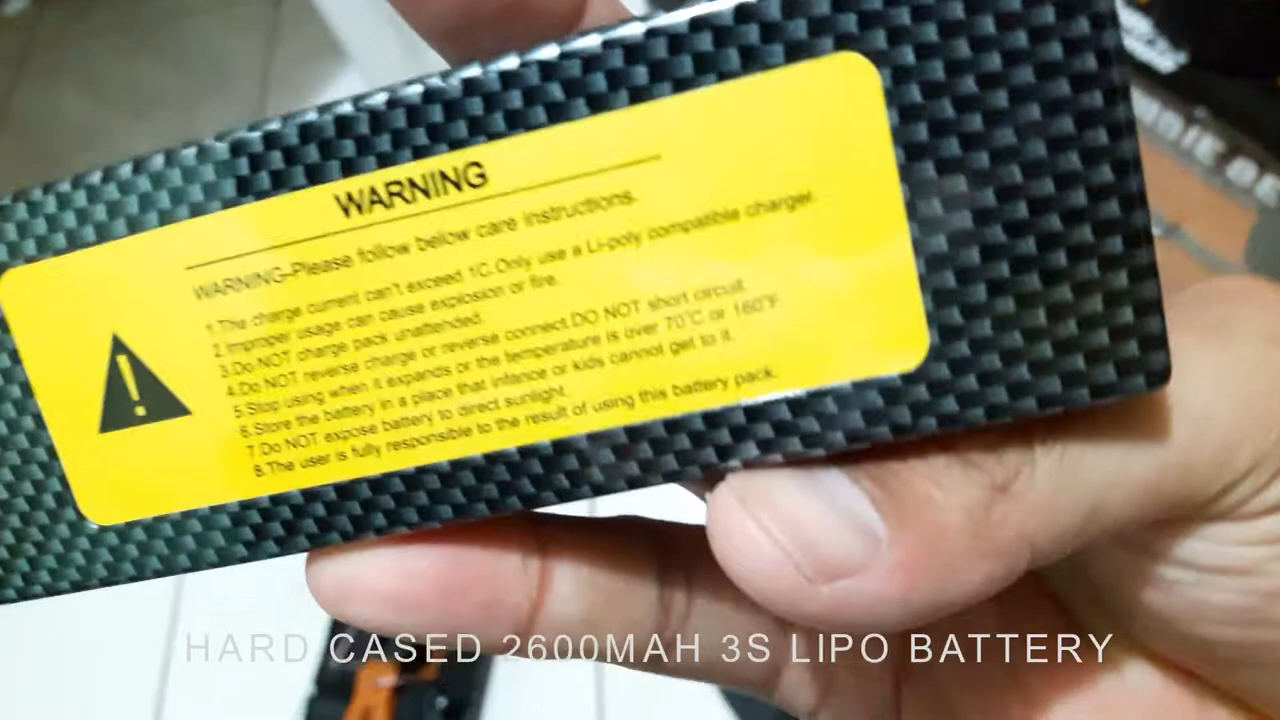 WARNING
WARNING-Please follow below care instructions.
1.The charge current can't exceed 1C.Only use a Li-poly compatible charger.
2.Improper usage can cause explosion or fire.
3.Do NOT charge pack unattended.
4.Do NOT reverse charge or reverse connect.DO NOT short circuit.
5.Stop using when it expands or the temperature is over 70°C or 160°F.
6.Store the battery in a place that infance or kids cannot get to it.
7.Do NOT expose battery to direct sunlight.
8.The user is fully responsible to the result of using this battery pack.
HARD CASED 2600MAH 3S LIPO BATTERY